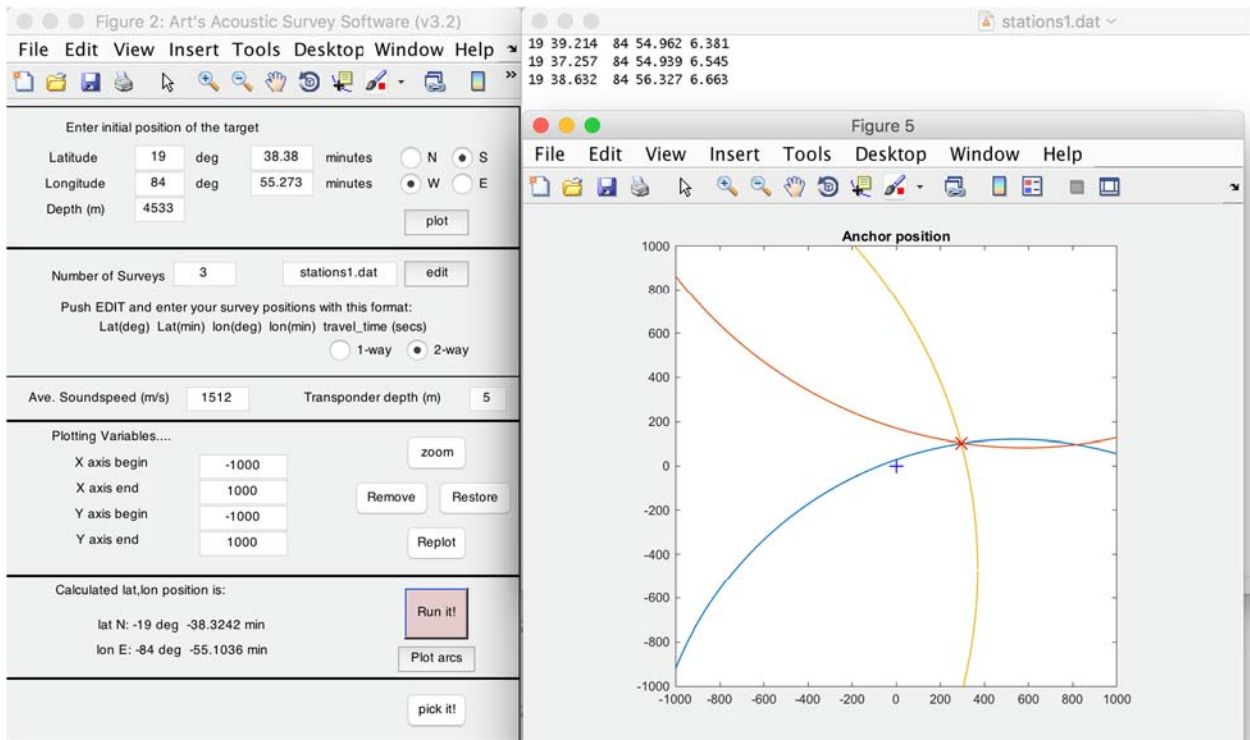 Figure 2: Art's Acoustic Survey Software (v3.2)
File Edit View Insert Tools Desktop Window Help
Enter initial position of the target
Latitude 19 deg 38.38 minutes N S
Longitude 84 deg 55.273 minutes W E
Depth (m) 4533
plot
Number of Surveys 3 stations1.dat edit
Push EDIT and enter your survey positions with this format:
Lat(deg) Lat(min) lon(deg) lon(min) travel_time (secs)
1-way 2-way
Ave. Soundspeed (m/s) 1512 Transponder depth (m) 5
Plotting Variables....
X axis begin -1000
X axis end 1000
Y axis begin -1000
Y axis end 1000
zoom
Remove Restore
Replot
Calculated lat,lon position is:
lat N: -19 deg -38.3242 min
lon E: -84 deg -55.1036 min
Run it!
Plot arcs
pick it!
stations1.dat
19 39.214 84 54.962 6.381
19 37.257 84 54.939 6.545
19 38.632 84 56.327 6.663
Figure 5
File Edit View Insert Tools Desktop Window Help
Anchor position
1000
800
600
400
200
0
-200
-400
-600
-800
-1000
-1000 -800 -600 -400 -200 0 200 400 600 800 1000